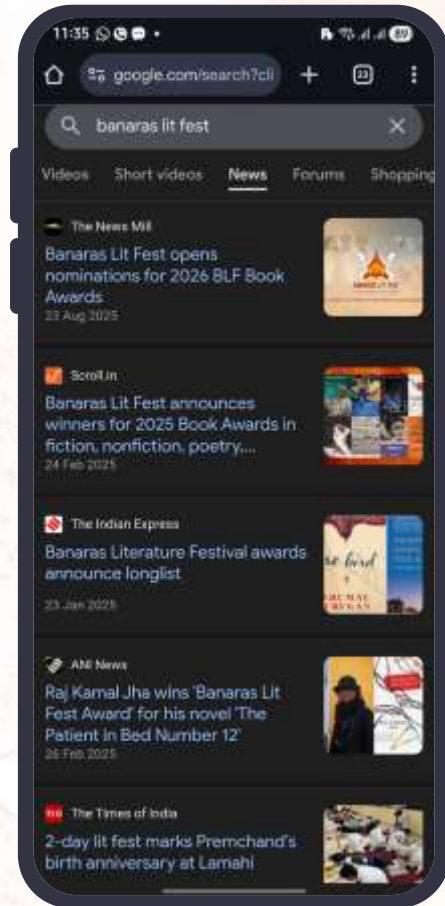 11:35
89
google.com/search?cli
23
banaras lit fest
Videos Short videos News Forums Shopping
The News Mill
Banaras Lit Fest opens
nominations for 2026 BLF Book
Awards
23 Aug 2025
Scroll.in
Banaras Lit Fest announces
winners for 2025 Book Awards in
fiction, nonfiction, poetry,...
24 Feb 2025
The Indian Express
Banaras Literature Festival awards
announce longlist
23 Jan 2025
ANI News
Raj Kamal Jha wins 'Banaras Lit
Fest Award' for his novel 'The
Patient in Bed Number 12'
26 Feb 2025
The Times of India
2-day lit fest marks Premchand's
birth anniversary at Lamahi